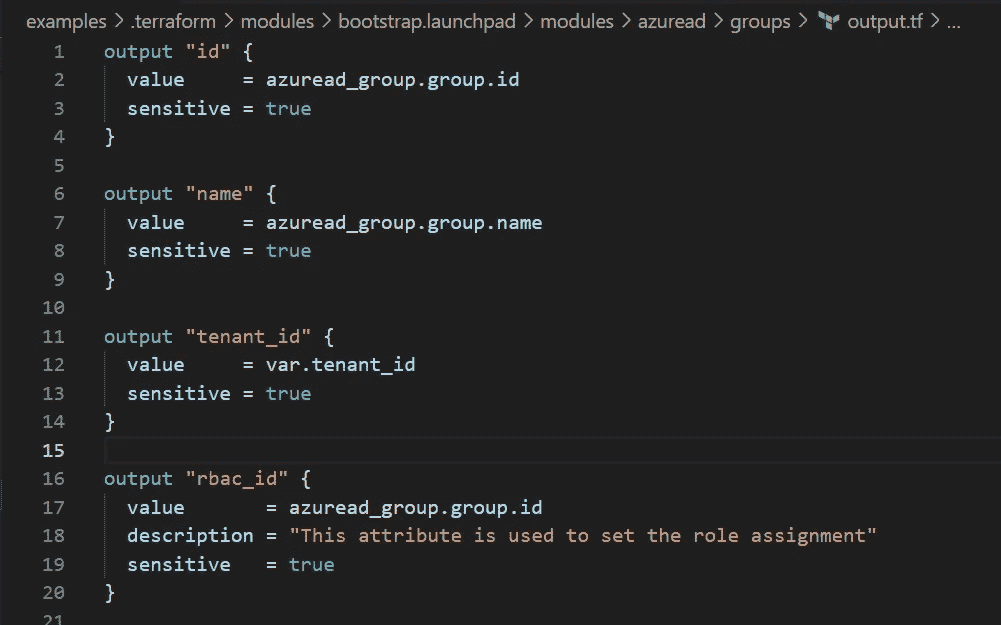 examples > .terraform > modules > bootstrap.launchpad > modules > azuread > groups > output.tf > ...
1 output "id" {
2   value     = azuread_group.group.id
3   sensitive = true
4 }
5
6 output "name" {
7   value     = azuread_group.group.name
8   sensitive = true
9 }
10
11 output "tenant_id" {
12   value     = var.tenant_id
13   sensitive = true
14 }
15
16 output "rbac_id" {
17   value       = azuread_group.group.id
18   description = "This attribute is used to set the role assignment"
19   sensitive   = true
20 }
21